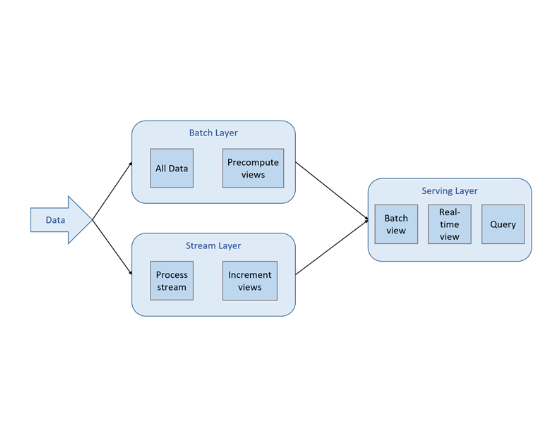 Data
Batch Layer
All Data
Precompute
views
Stream Layer
Process
stream
Increment
views
Serving Layer
Batch
view
Real-
time
view
Query